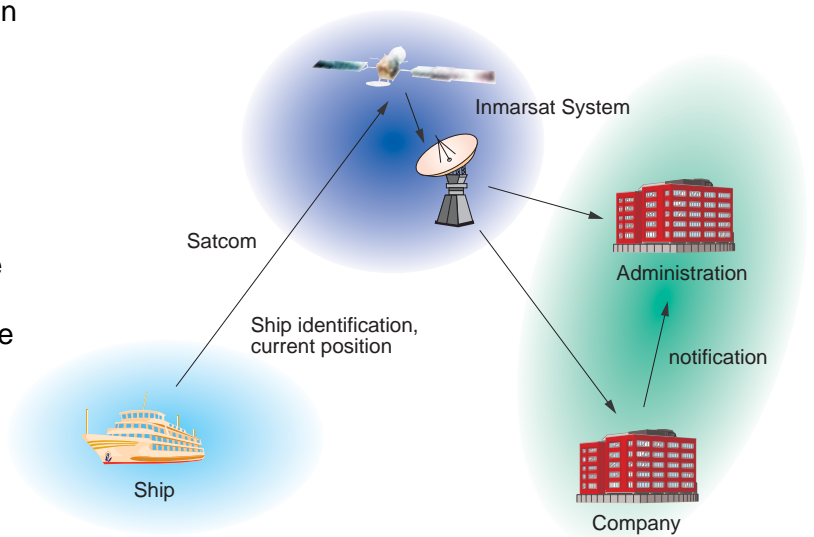 n
Inmarsat System
Satcom
Administration
e
Ship identification,
current position
e
notification
Ship
Company